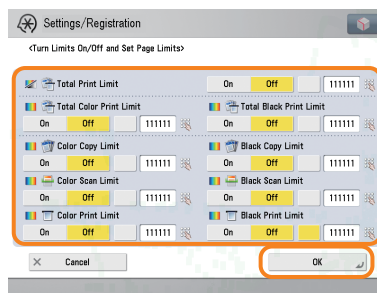 Settings/Registration
<Turn Limits On/Off and Set Page Limits>
Total Print Limit On Off 111111
Total Color Print Limit Total Black Print Limit
On Off 111111 On Off 111111
Color Copy Limit Black Copy Limit
On Off 111111 On Off 111111
Color Scan Limit Black Scan Limit
On Off 111111 On Off 111111
Color Print Limit Black Print Limit
On Off 111111 On Off 111111
× Cancel OK